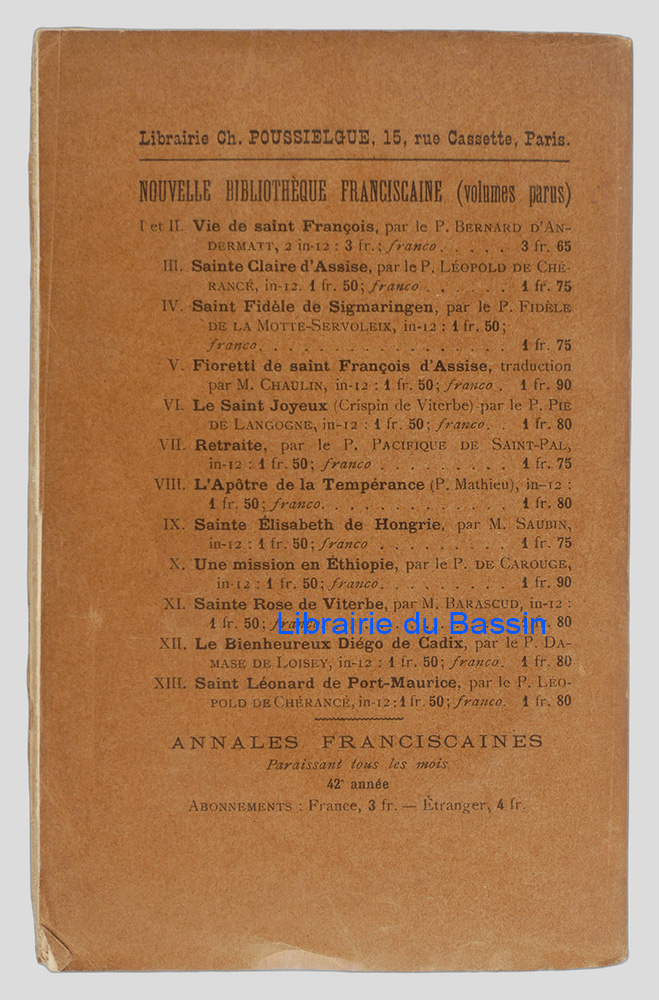 Librairie Ch. POUSSIELGUE, 15, rue Cassette, Paris.
NOUVELLE BIBLIOTHÈQUE FRANCISCAINE (volumes parus)
I et II. Vie de saint François, par le P. BERNARD D'AN-
DERMATT, 2 in-12 : 3 fr.; franco. . . . . 3 fr. 65
III. Sainte Claire d'Assise, par le P. LÉOPOLD DE CHÉ-
RANCÉ, in-12. 1 fr. 50; franco . . . . . . 1 fr. 75
IV. Saint Fidèle de Sigmaringen, par le P. FIDÈLE
DE LA MOTTE-SERVOLEIX, in-12 : 1 fr. 50;
franco. . . . . . . . . . . . . . . . . . 1 fr. 75
V. Fioretti de saint François d'Assise, traduction
par M. CHAULIN, in-12 : 1 fr. 50; franco . 1 fr. 90
VI. Le Saint Joyeux (Crispin de Viterbe) par le P. PIE
DE LANGOGNE, in-12 : 1 fr. 50; franco. . 1 fr. 80
VII. Retraite, par le P. PACIFIQUE DE SAINT-PAL,
in-12 : 1 fr. 50; franco . . . . . . . . . 1 fr. 75
VIII. L'Apôtre de la Tempérance (P. Mathieu), in-12 :
1 fr. 50; franco. . . . . . . . . . . . . 1 fr. 80
IX. Sainte Élisabeth de Hongrie, par M. SAUBIN,
in-12 : 1 fr. 50; franco . . . . . . . . . 1 fr. 75
X. Une mission en Éthiopie, par le P. DE CAROUGE,
in-12 : 1 fr. 50; franco. . . . . . . . . 1 fr. 90
XI. Sainte Rose de Viterbe, par M. BARASCUD, in-12 :
1 fr. 50; franco. . . . . . . . . . . . . 1 fr. 80
Librairie du Bassin
XII. Le Bienheureux Diégo de Cadix, par le P. DA-
MASE DE LOISEY, in-12 : 1 fr. 50; franco. 1 fr. 80
XIII. Saint Léonard de Port-Maurice, par le P. LÉO-
POLD DE CHÉRANCÉ, in-12 : 1 fr. 50; franco. 1 fr. 80
ANNALES FRANCISCAINES
Paraissant tous les mois
42e année
ABONNEMENTS : France, 3 fr. — Étranger, 4 fr.